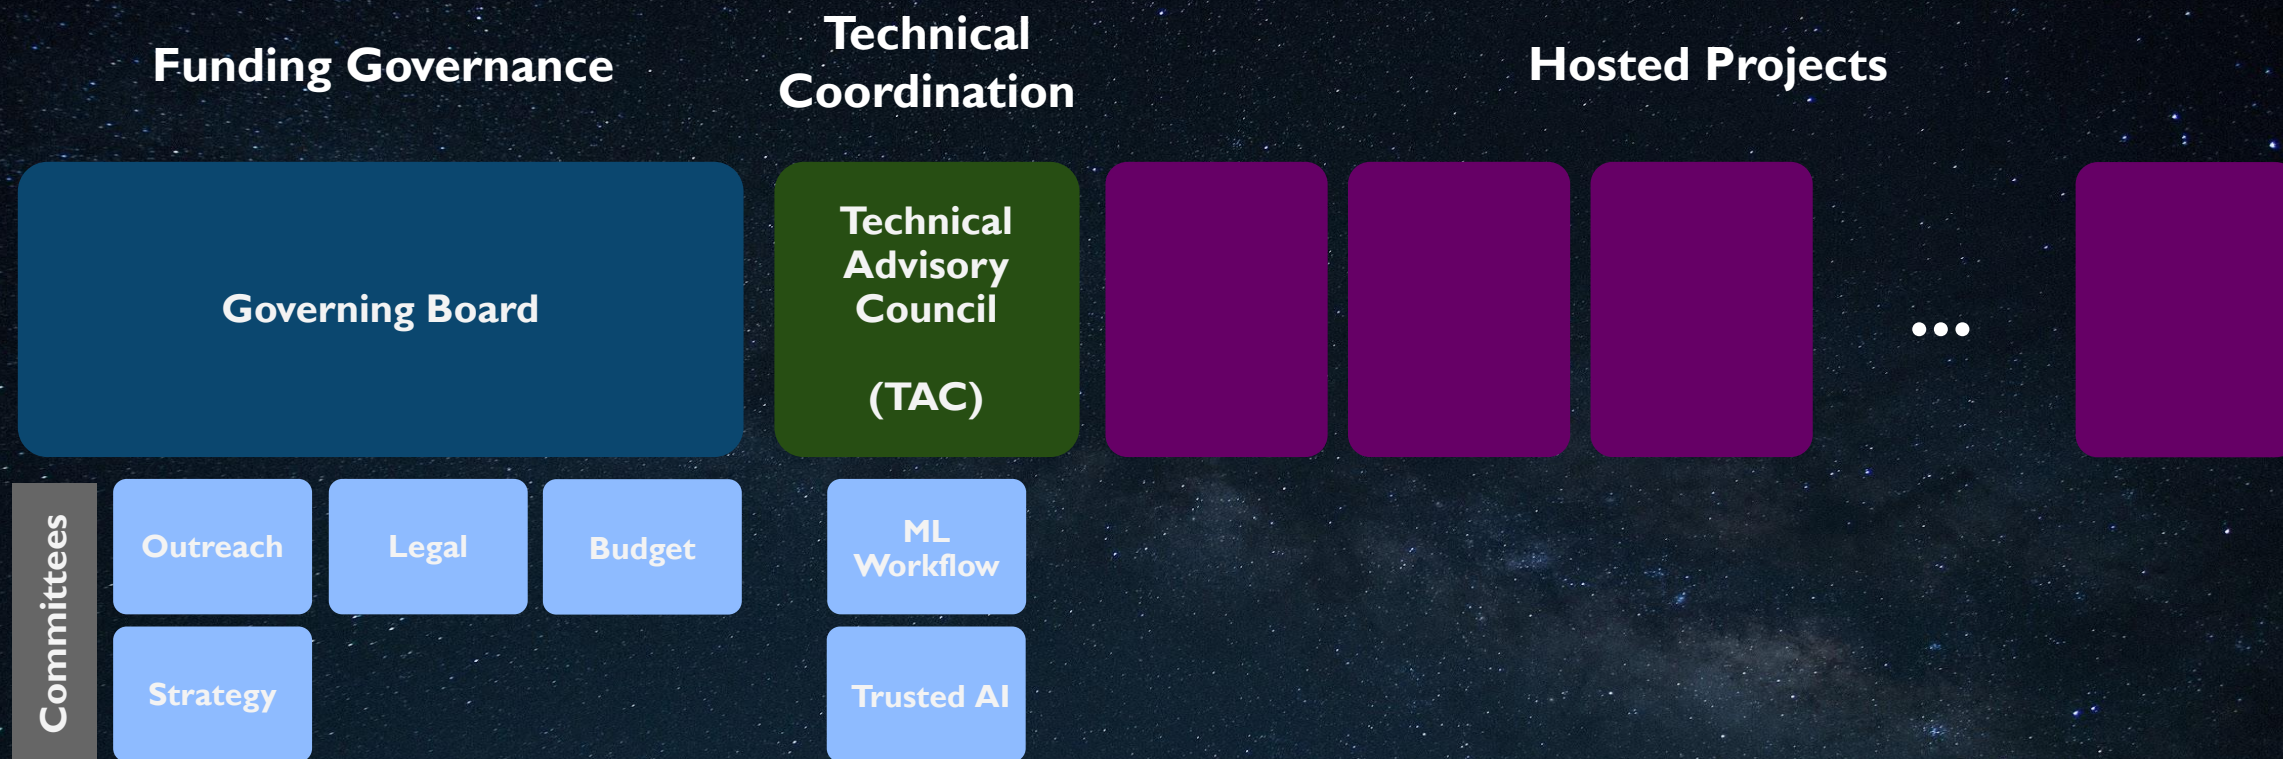 Funding Governance
Technical
Coordination
Hosted Projects
Governing Board
Technical
Advisory
Council
(TAC)
...
Committees
Outreach
Legal
Budget
ML
Workflow
Strategy
Trusted AI